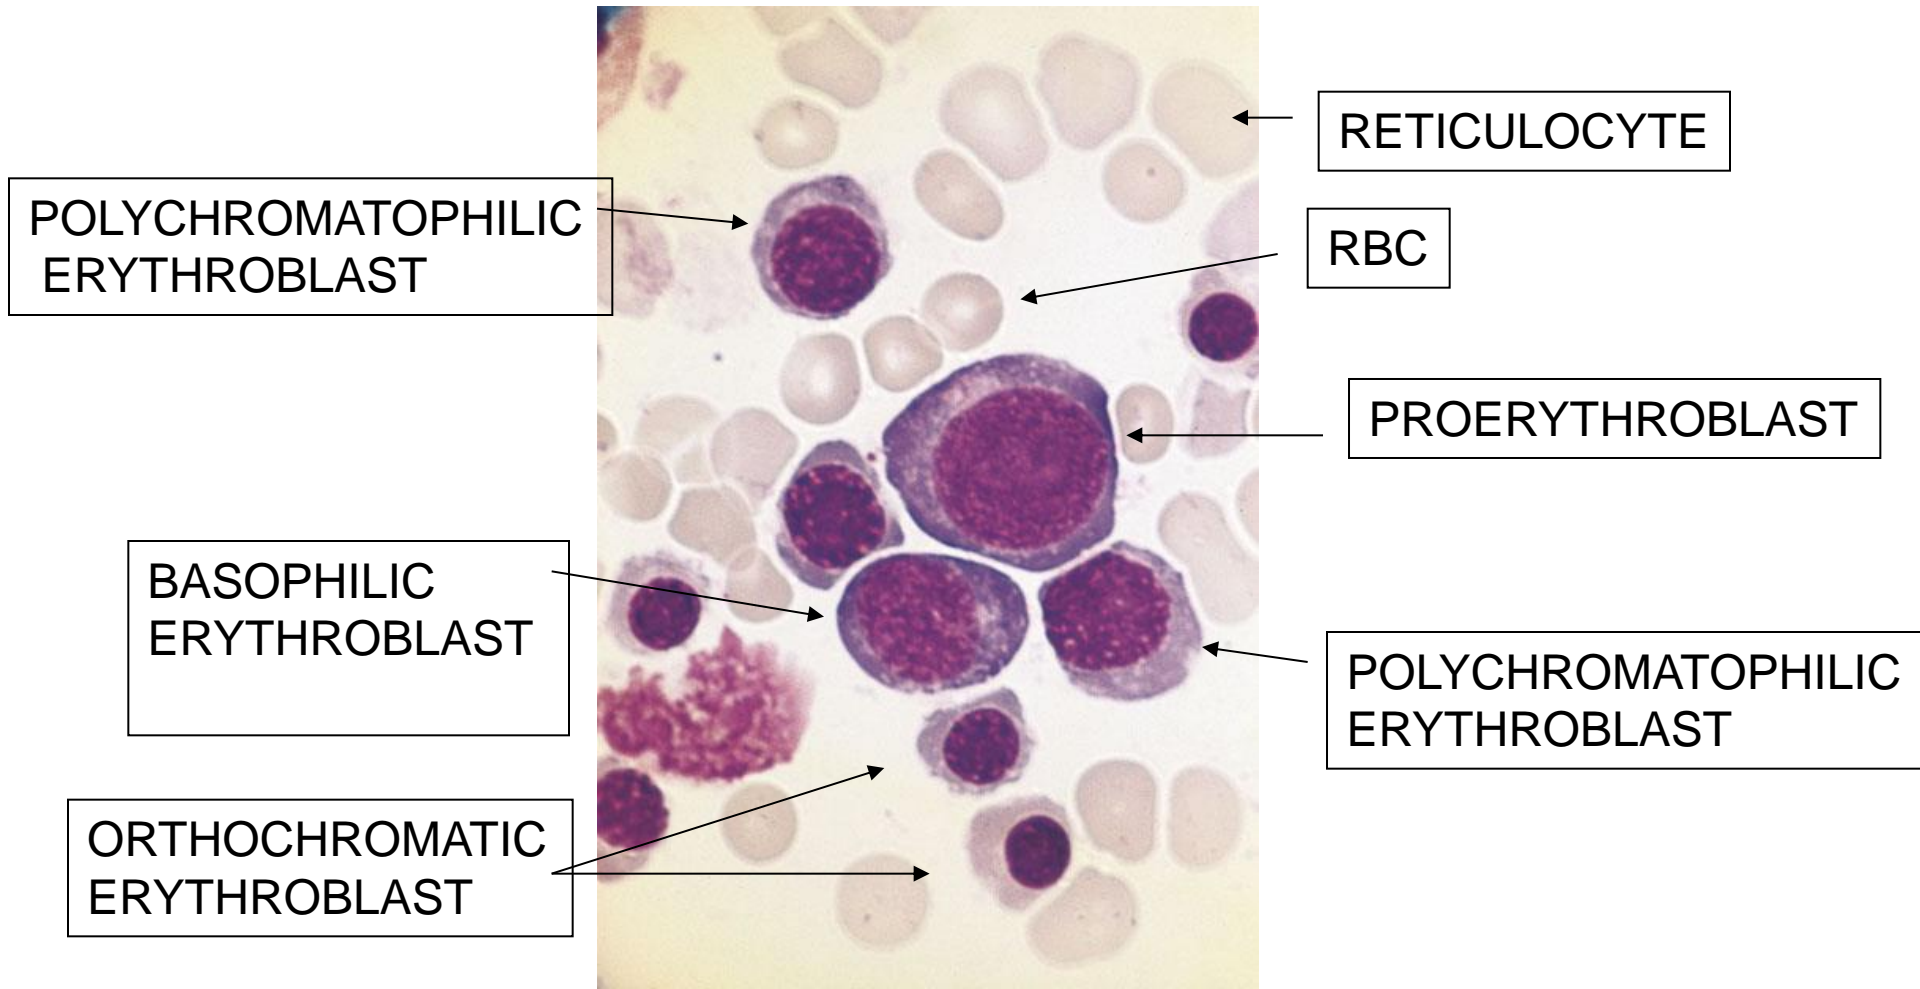 RETICULOCYTE
POLYCHROMATOPHILIC
ERYTHROBLAST
RBC
PROERYTHROBLAST
BASOPHILIC
ERYTHROBLAST
POLYCHROMATOPHILIC
ERYTHROBLAST
ORTHOCHROMATIC
ERYTHROBLAST